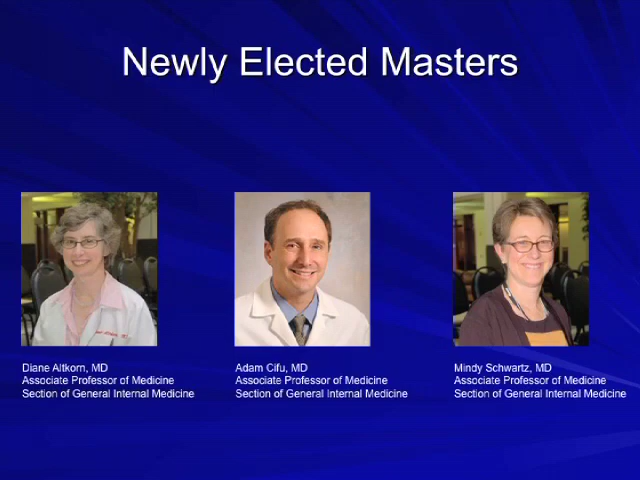 Newly Elected Masters
Diane Altkorn, MD
Associate Professor of Medicine
Section of General Internal Medicine
Adam Cifu, MD
Associate Professor of Medicine
Section of General Internal Medicine
Mindy Schwartz, MD
Associate Professor of Medicine
Section of General Internal Medicine